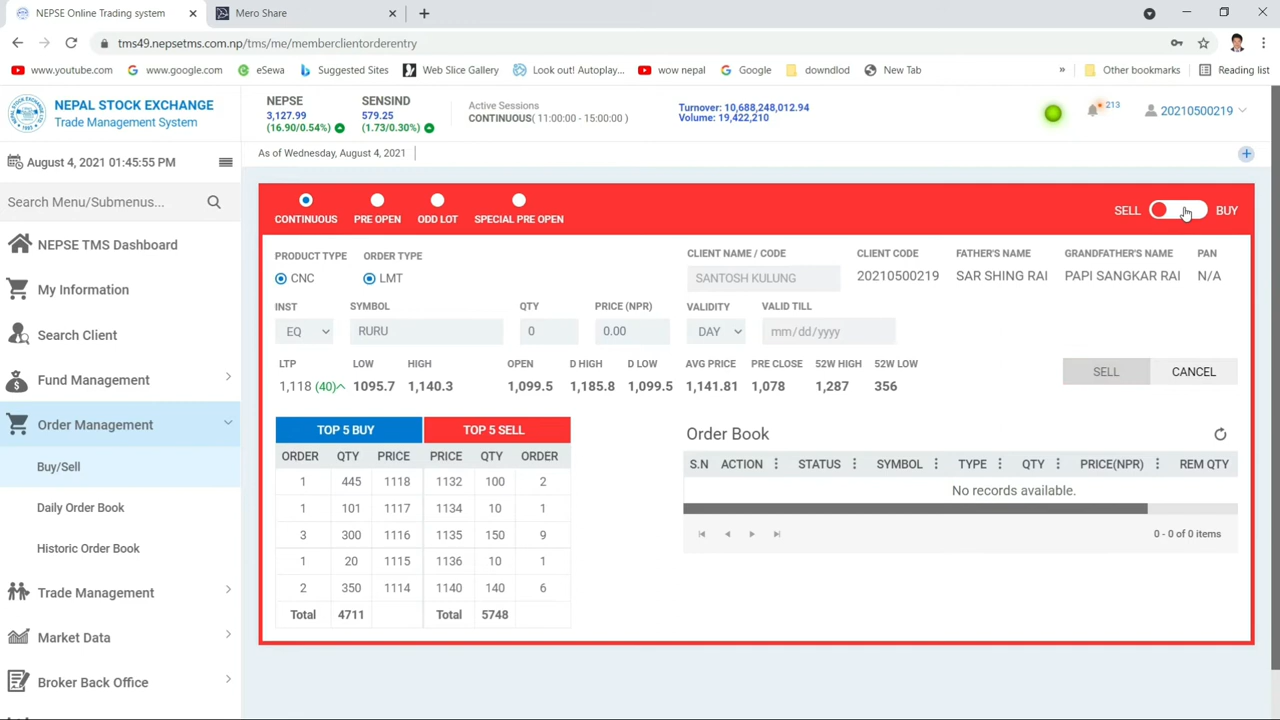 NEPSE Online Trading system
Mero Share
tms49.nepsetms.com.np/tms/me/memberclientorderentry
www.youtube.com www.google.com eSewa Suggested Sites Web Slice Gallery Look out! Autoplay... wow nepal Google downdlod New Tab » Other bookmarks Reading list
NEPAL STOCK EXCHANGE
Trade Management System
NEPSE
3,127.99
(16.90/0.54%)
SENSIND
579.25
(1.73/0.30%)
Active Sessions
CONTINUOUS( 11:00:00 - 15:00:00 )
Turnover: 10,688,248,012.94
Volume: 19,422,210
213
20210500219
August 4, 2021 01:45:55 PM
As of Wednesday, August 4, 2021
Search Menu/Submenus...
NEPSE TMS Dashboard
My Information
Search Client
Fund Management
Order Management
Buy/Sell
Daily Order Book
Historic Order Book
Trade Management
Market Data
Broker Back Office
CONTINUOUS PRE OPEN ODD LOT SPECIAL PRE OPEN
SELL BUY
PRODUCT TYPE ORDER TYPE
CNC LMT
CLIENT NAME / CODE CLIENT CODE FATHER'S NAME GRANDFATHER'S NAME PAN
SANTOSH KULUNG 20210500219 SAR SHING RAI PAPI SANGKAR RAI N/A
INST SYMBOL QTY PRICE (NPR) VALIDITY VALID TILL
EQ RURU 0 0.00 DAY mm/dd/yyyy
LTP LOW HIGH OPEN D HIGH D LOW AVG PRICE PRE CLOSE 52W HIGH 52W LOW
1,118 (40) 1095.7 1,140.3 1,099.5 1,185.8 1,099.5 1,141.81 1,078 1,287 356
SELL CANCEL
TOP 5 BUY TOP 5 SELL
ORDER QTY PRICE PRICE QTY ORDER
1 445 1118 1132 100 2
1 101 1117 1134 10 1
3 300 1116 1135 150 9
1 20 1115 1136 10 1
2 350 1114 1140 140 6
Total 4711 Total 5748
Order Book
S.N ACTION STATUS SYMBOL TYPE QTY PRICE(NPR) REM QTY
No records available.
0 - 0 of 0 items